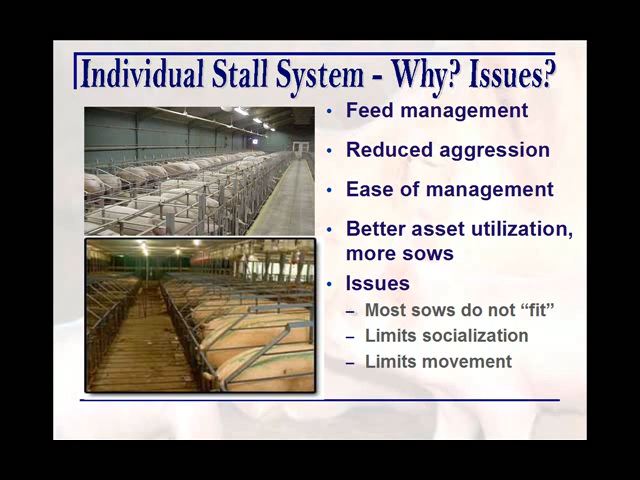 Individual Stall System – Why? Issues?
• Feed management
• Reduced aggression
• Ease of management
• Better asset utilization,
more sows
• Issues
– Most sows do not “fit”
– Limits socialization
– Limits movement